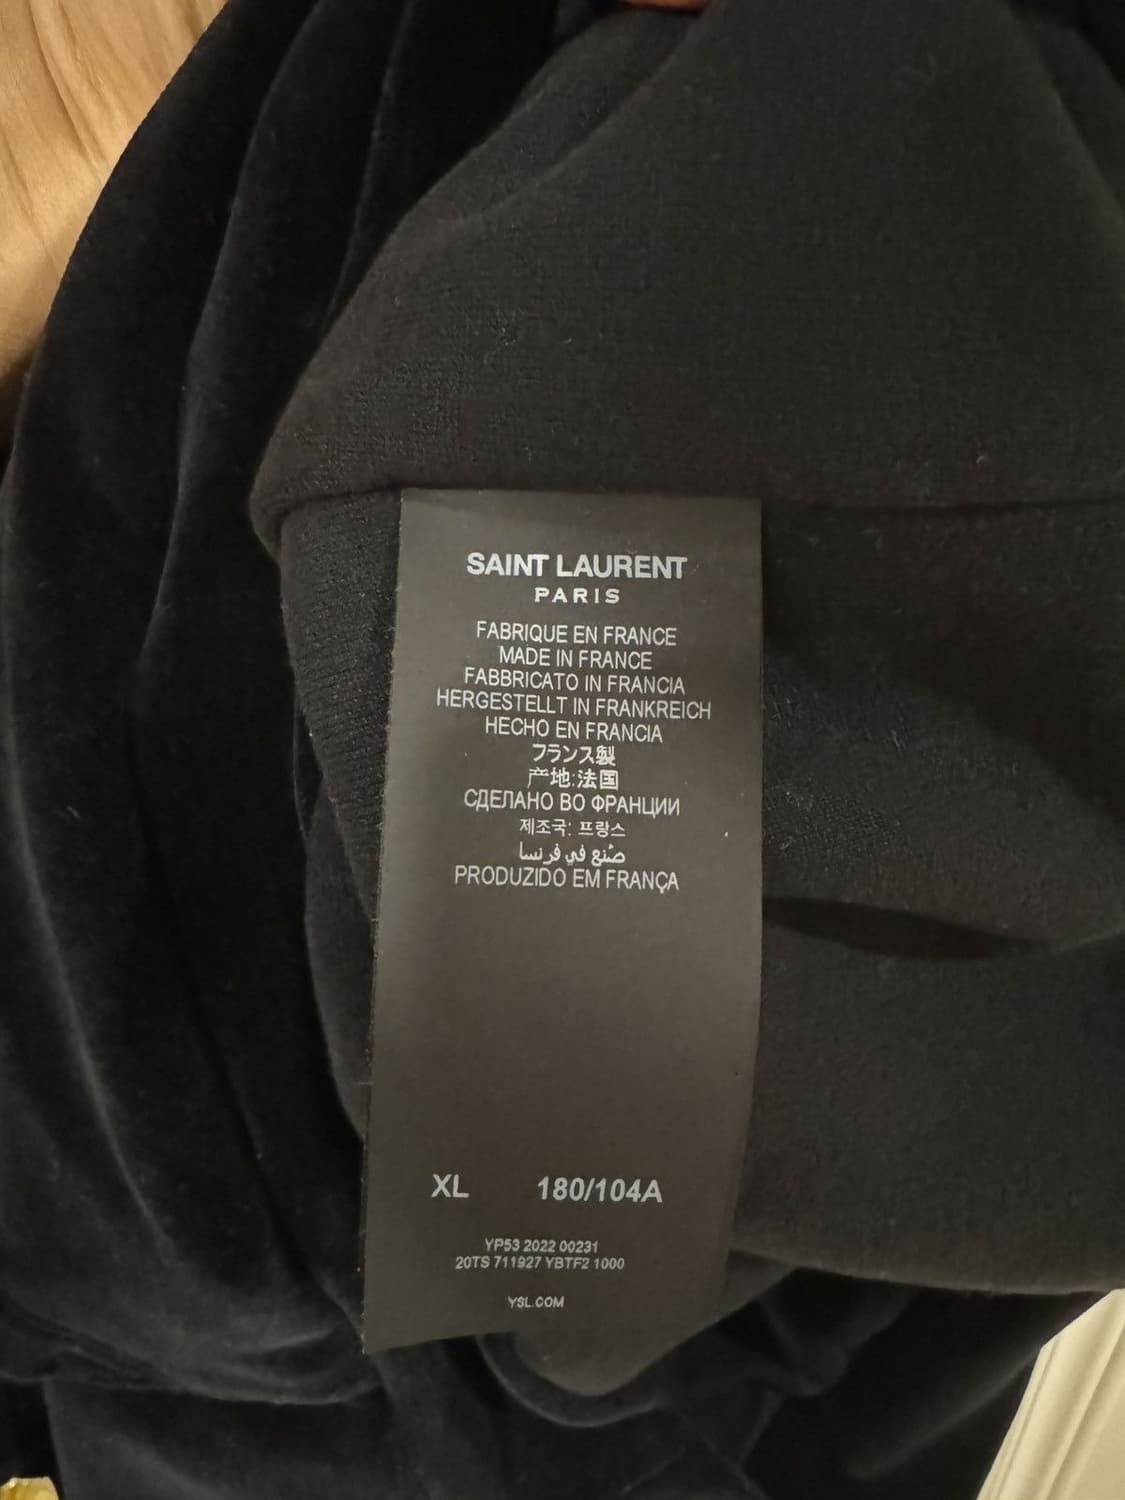 SAINT LAURENT
PARIS
FABRIQUE EN FRANCE
MADE IN FRANCE
FABBRICATO IN FRANCIA
HERGESTELLT IN FRANKREICH
HECHO EN FRANCIA
フランス製
产地:法国
СДЕЛАНО ВО ФРАНЦИИ
제조국: 프랑스
صُنع في فرنسا
PRODUZIDO EM FRANÇA
XL 180/104A
YP53 2022 00231
20TS 711927 YBTF2 1000
YSL.COM